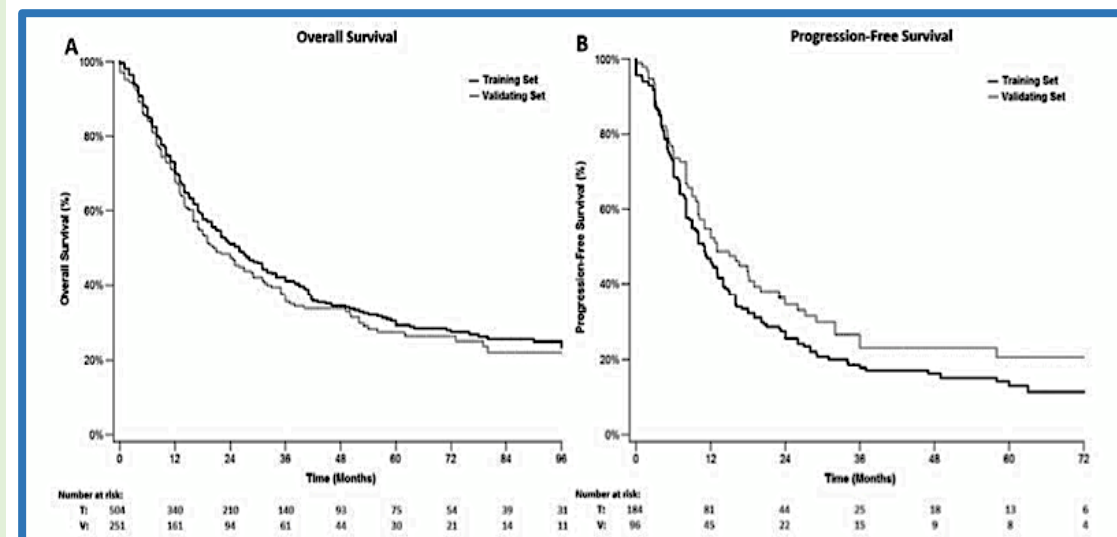 A
Overall Survival
Training Set
Validating Set
Overall Survival (%)
100%
80%
60%
40%
20%
0%
0 12 24 36 48 60 72 84 96
Time (Months)
Number at risk:
T: 504 340 210 140 93 75 54 39 31
V: 251 161 94 61 44 30 21 14 11
B
Progression-Free Survival
Training Set
Validating Set
Progression-Free Survival (%)
100%
80%
60%
40%
20%
0%
0 12 24 36 48 60 72
Time (Months)
Number at risk:
T: 184 81 44 25 18 13 6
V: 96 45 22 15 9 8 4